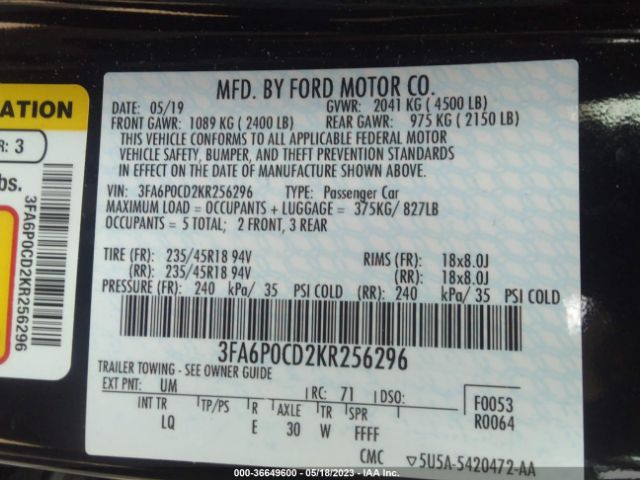 MFD. BY FORD MOTOR CO.
DATE: 05/19 GVWR: 2041 KG ( 4500 LB)
FRONT GAWR: 1089 KG ( 2400 LB) REAR GAWR: 975 KG ( 2150 LB)
THIS VEHICLE CONFORMS TO ALL APPLICABLE FEDERAL MOTOR
VEHICLE SAFETY, BUMPER, AND THEFT PREVENTION STANDARDS
IN EFFECT ON THE DATE OF MANUFACTURE SHOWN ABOVE.
VIN: 3FA6P0CD2KR256296 TYPE: Passenger Car
MAXIMUM LOAD = OCCUPANTS + LUGGAGE = 375KG/ 827LB
OCCUPANTS = 5 TOTAL; 2 FRONT, 3 REAR
TIRE (FR): 235/45R18 94V RIMS (FR): 18x8.0J
(RR): 235/45R18 94V (RR): 18x8.0J
PRESSURE (FR): 240 kPa/ 35 PSI COLD (RR): 240 kPa/ 35 PSI COLD
3FA6P0CD2KR256296
TRAILER TOWING - SEE OWNER GUIDE
EXT PNT: UM RC: 71 DSO: F0053
INT TR TP/PS R AXLE TR SPR R0064
LQ E 30 W FFFF
CMC ▽5U5A-5420472-AA
ATION
R: 3
bs.
3FA6P0CD2KR256296
000-36649600 - 05/18/2023 - IAA Inc.